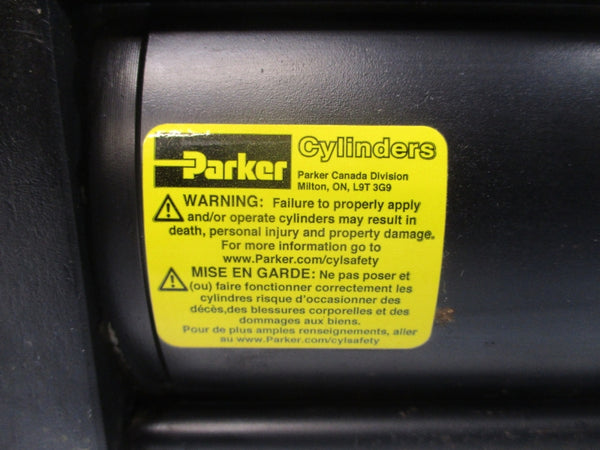 Parker
Cylinders
Parker Canada Division
Milton, ON, L9T 3G9
WARNING: Failure to properly apply
and/or operate cylinders may result in
death, personal injury and property damage.
For more information go to
www.Parker.com/cylsafety
MISE EN GARDE: Ne pas poser et
(ou) faire fonctionner correctement les
cylindres risque d'occasionner des
décès,des blessures corporelles et des
dommages aux biens.
Pour de plus amples renseignements, aller
au www.Parker.com/cylsafety